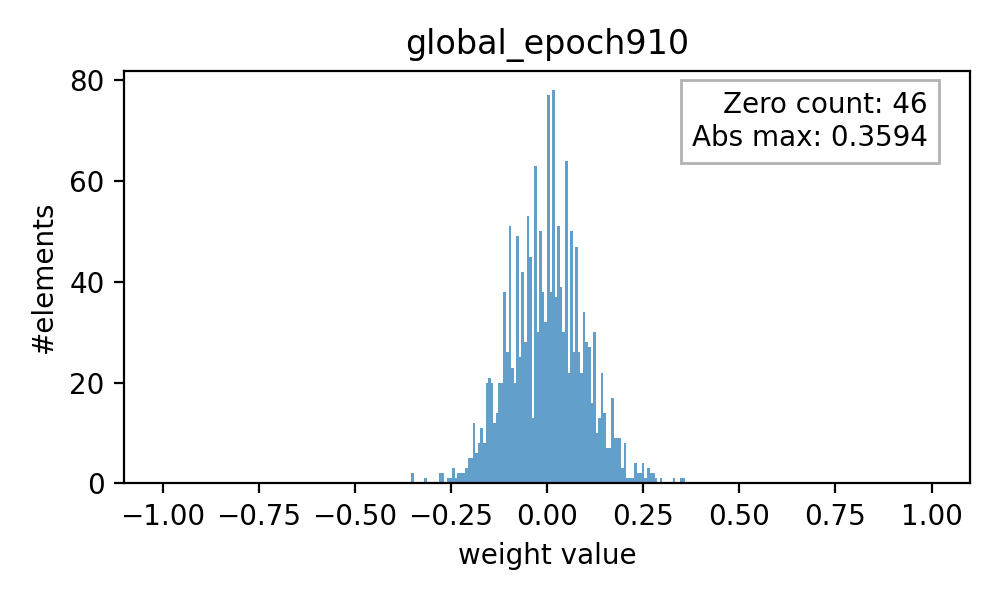 global_epoch910
Zero count: 46
Abs max: 0.3594
80
60
40
20
0
#elements
−1.00 −0.75 −0.50 −0.25 0.00 0.25 0.50 0.75 1.00
weight value